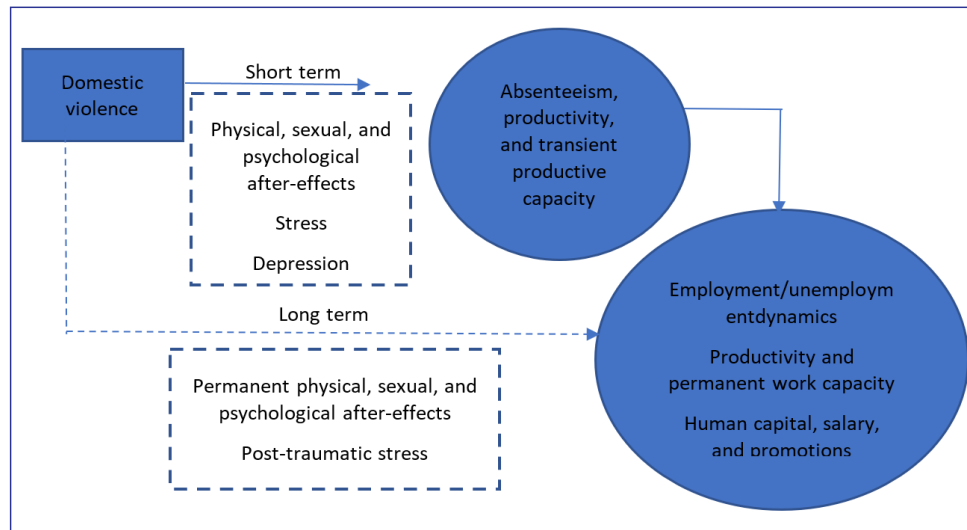 Domestic
violence
Short term
Physical, sexual, and
psychological
after-effects
Stress
Depression
Absenteeism,
productivity,
and transient
productive
capacity
Long term
Permanent physical, sexual, and
psychological after-effects
Post-traumatic stress
Employment/unemploym
entdynamics
Productivity and
permanent work capacity
Human capital, salary,
and promotions